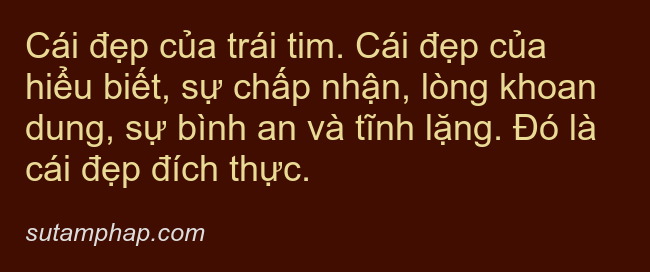 Cái đẹp của trái tim. Cái đẹp của
hiểu biết, sự chấp nhận, lòng khoan
dung, sự bình an và tĩnh lặng. Đó là
cái đẹp đích thực.
sutamphap.com